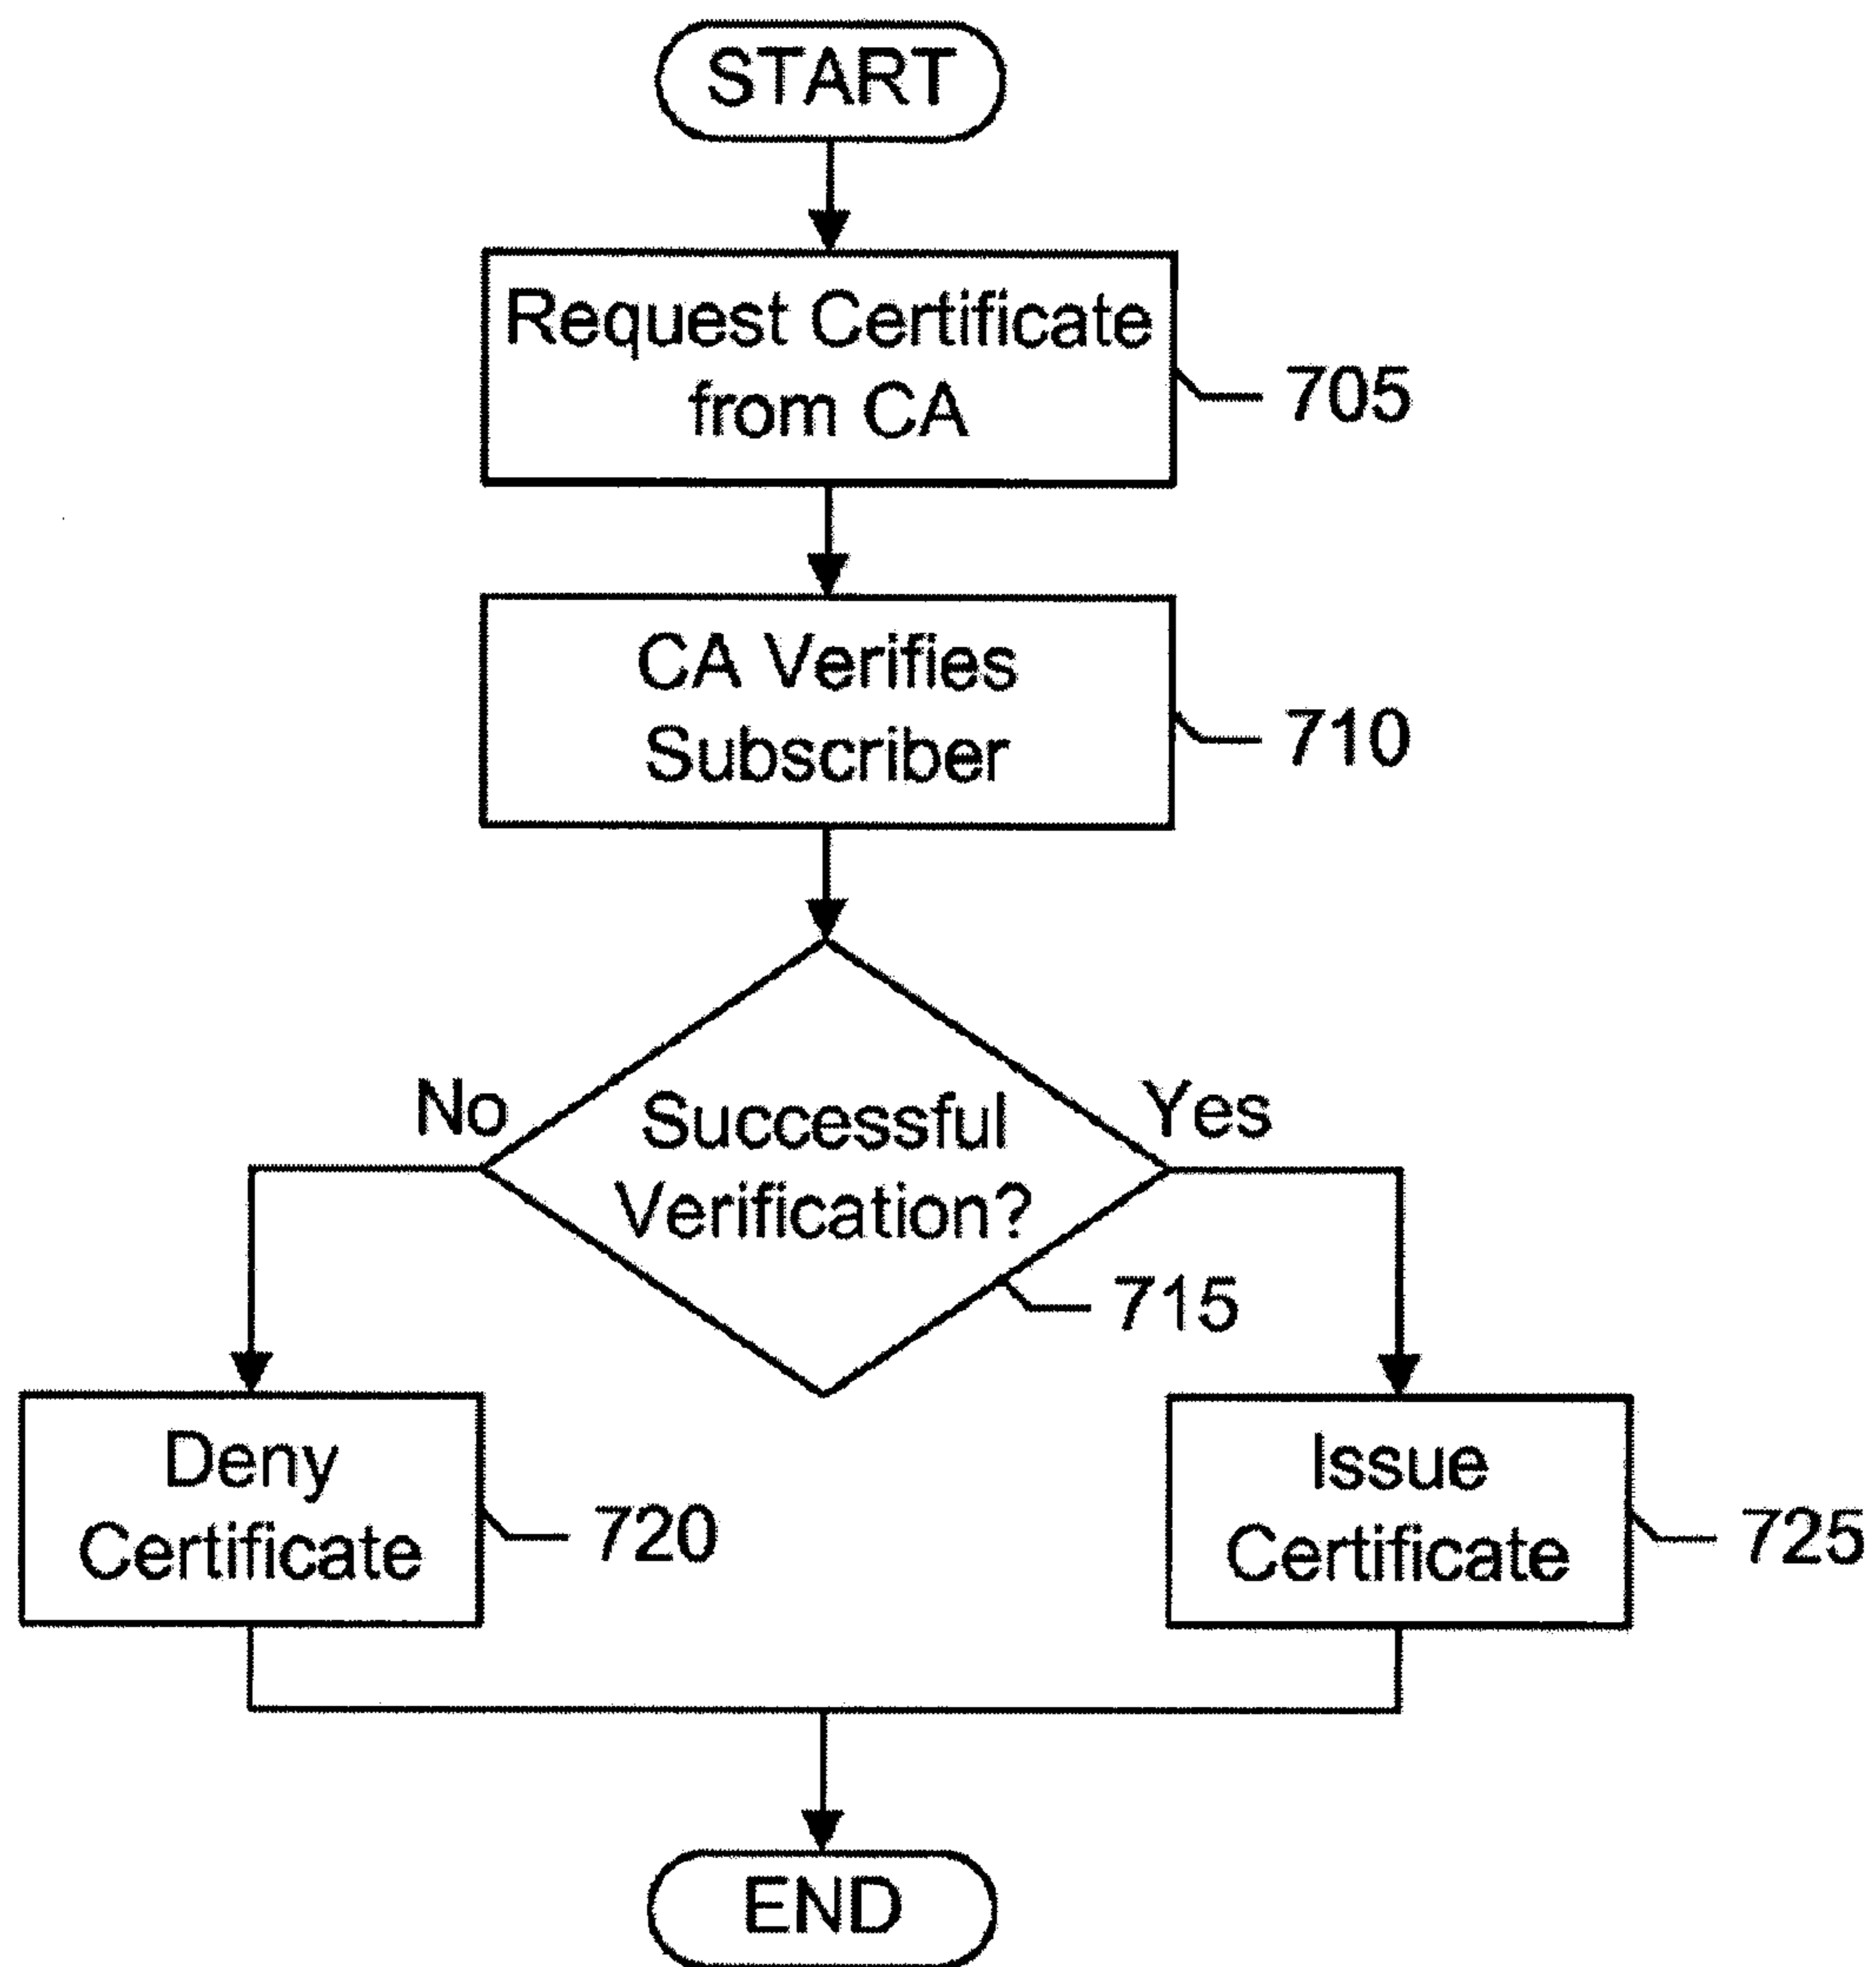 START
Request Certificate
from CA
705
CA Verifies
Subscriber
710
No
Successful
Verification?
Yes
715
Deny
Certificate
720
Issue
Certificate
725
END